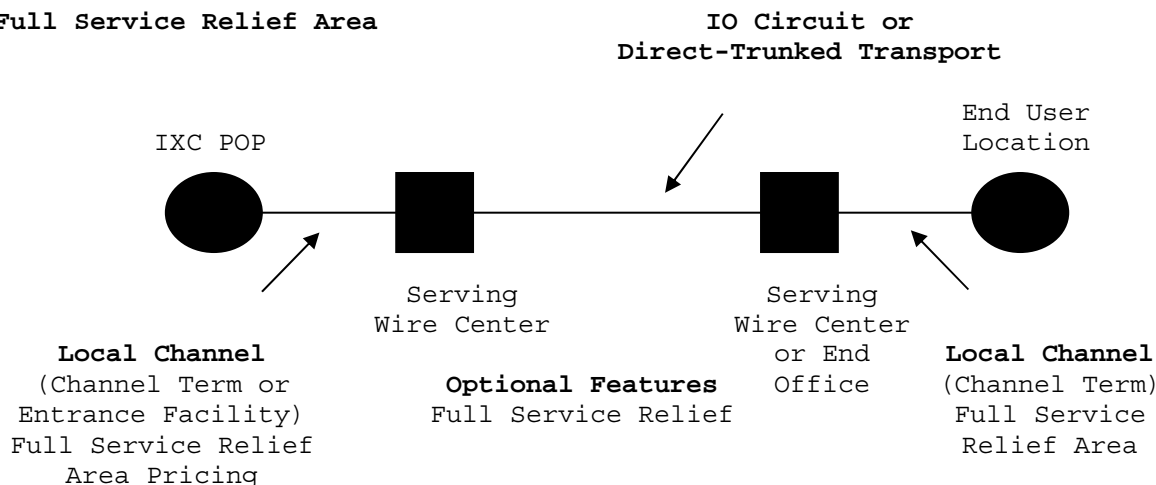 Full Service Relief Area
IO Circuit or
Direct-Trunked Transport
IXC POP
End User
Location
Serving
Wire Center
Serving
Wire Center
or End
Office
Local Channel
(Channel Term or
Entrance Facility)
Full Service Relief
Area Pricing
Optional Features
Full Service Relief
Local Channel
(Channel Term)
Full Service
Relief Area